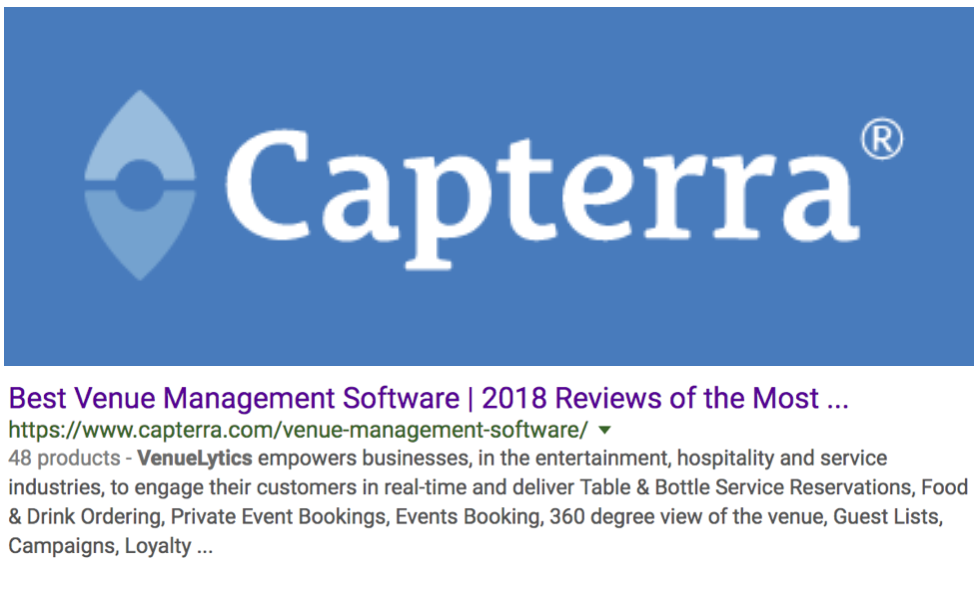 Capterra®
Best Venue Management Software | 2018 Reviews of the Most ...
https://www.capterra.com/venue-management-software/
48 products - VenueLytics empowers businesses, in the entertainment, hospitality and service
industries, to engage their customers in real-time and deliver Table & Bottle Service Reservations, Food
& Drink Ordering, Private Event Bookings, Events Booking, 360 degree view of the venue, Guest Lists,
Campaigns, Loyalty ...